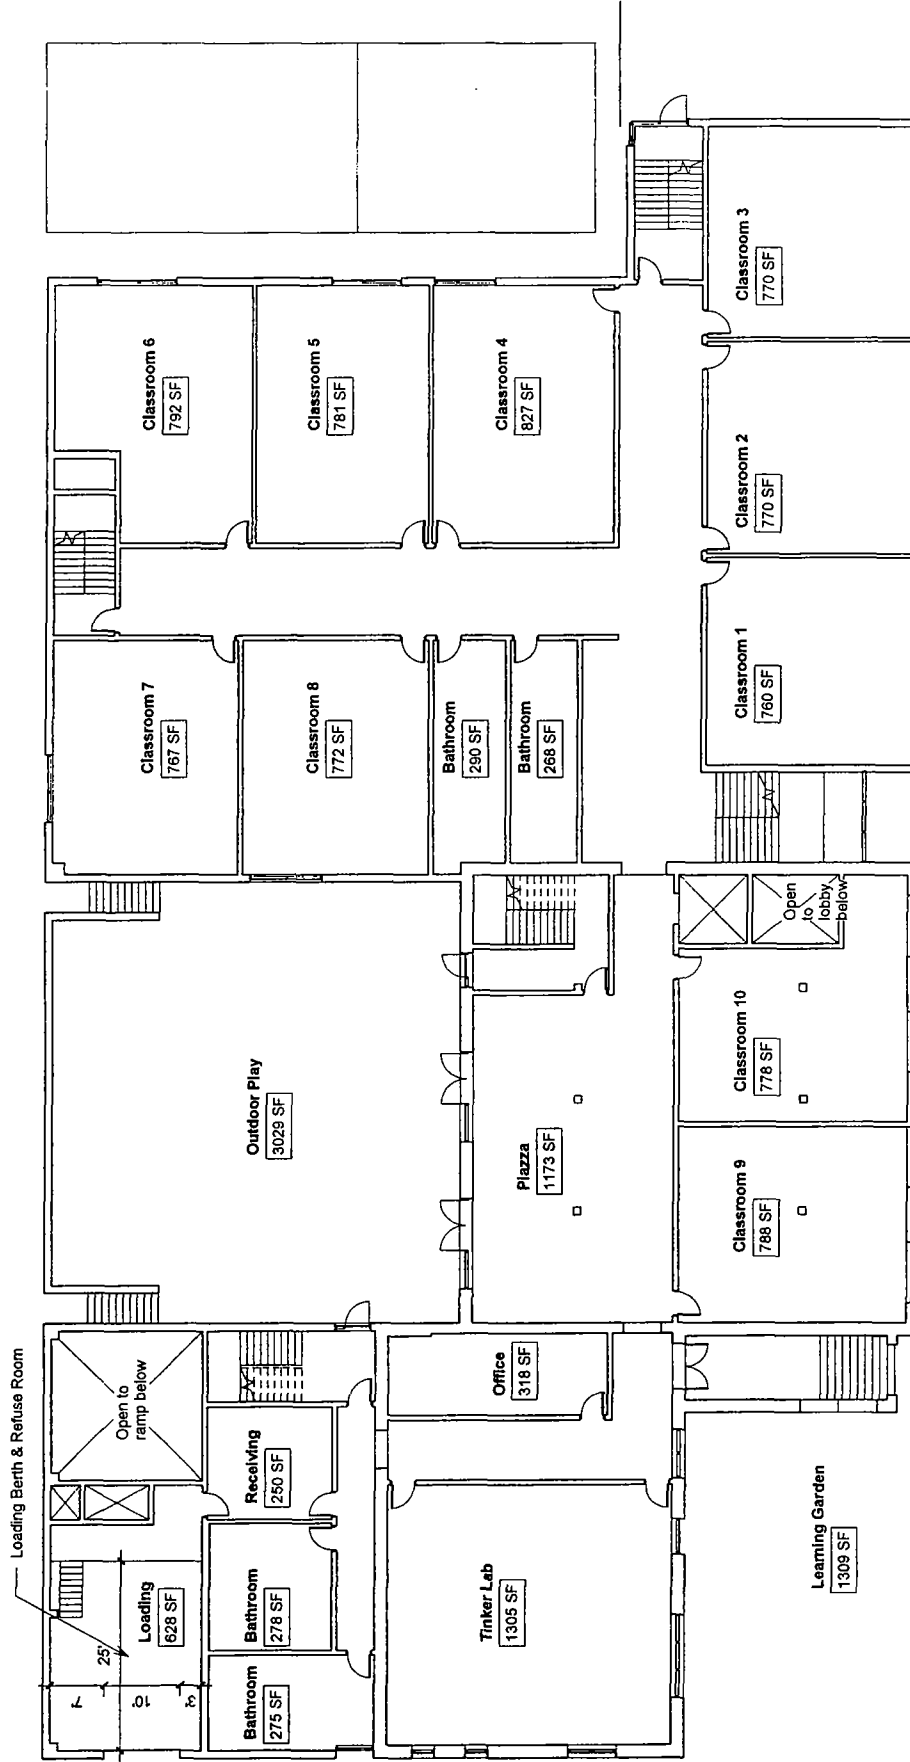 Loading Berth & Refuse Room
Open to
ramp below
Loading
628 SF
25'
7'
10'
3'
Receiving
250 SF
Bathroom
278 SF
Bathroom
275 SF
Office
318 SF
Tinker Lab
1305 SF
Learning Garden
1309 SF
Outdoor Play
3029 SF
Piazza
1173 SF
Classroom 9
788 SF
Classroom 10
778 SF
Open
to
lobby
below
Classroom 7
767 SF
Classroom 8
772 SF
Bathroom
290 SF
Bathroom
268 SF
Classroom 1
760 SF
Classroom 6
792 SF
Classroom 5
781 SF
Classroom 4
827 SF
Classroom 2
770 SF
Classroom 3
770 SF